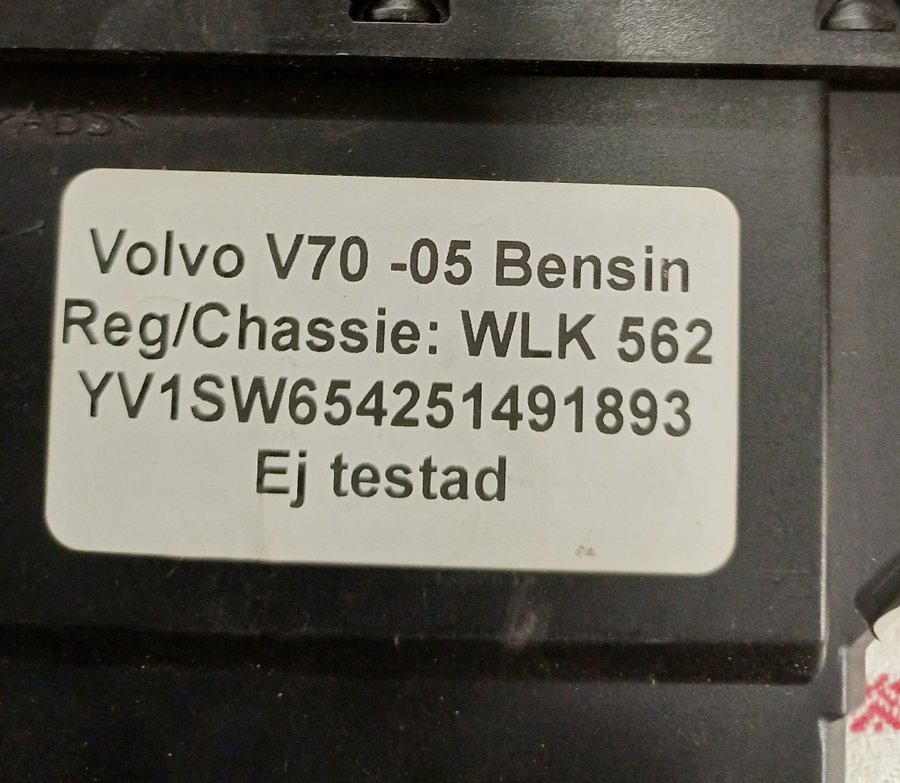 Volvo V70 -05 Bensin
Reg/Chassie: WLK 562
YV1SW654251491893
Ej testad